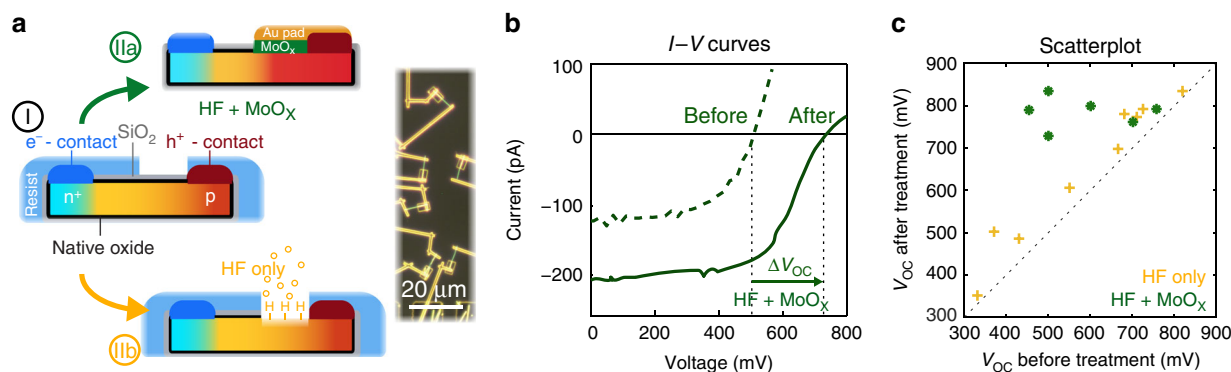 a
IIa
Au pad
MoOx
HF + MoOX
I
SiO2
e− - contact
h+ - contact
Resist
n+
p
Native oxide
HF only
H H H
IIb
20 µm
b
I–V curves
Current (pA)
100
0
−100
−200
Before
After
ΔVOC
HF + MoOX
0
200
400
600
800
Voltage (mV)
c
Scatterplot
VOC after treatment (mV)
900
800
700
600
500
400
300
HF only
HF + MoOX
300 400 500 600 700 800 900
VOC before treatment (mV)